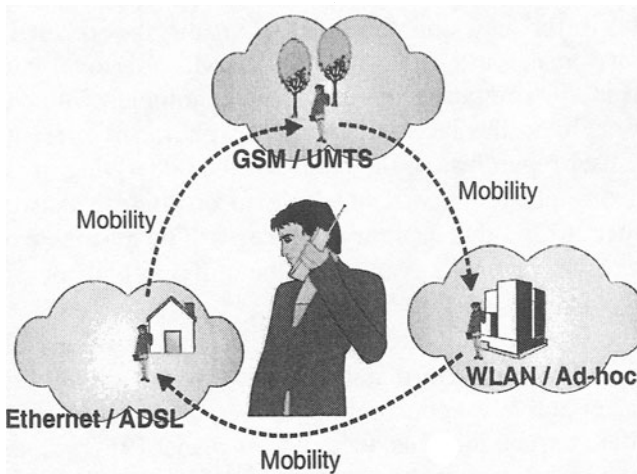 GSM / UMTS
Mobility
Mobility
WLAN / Ad-hoc
Ethernet / ADSL
Mobility